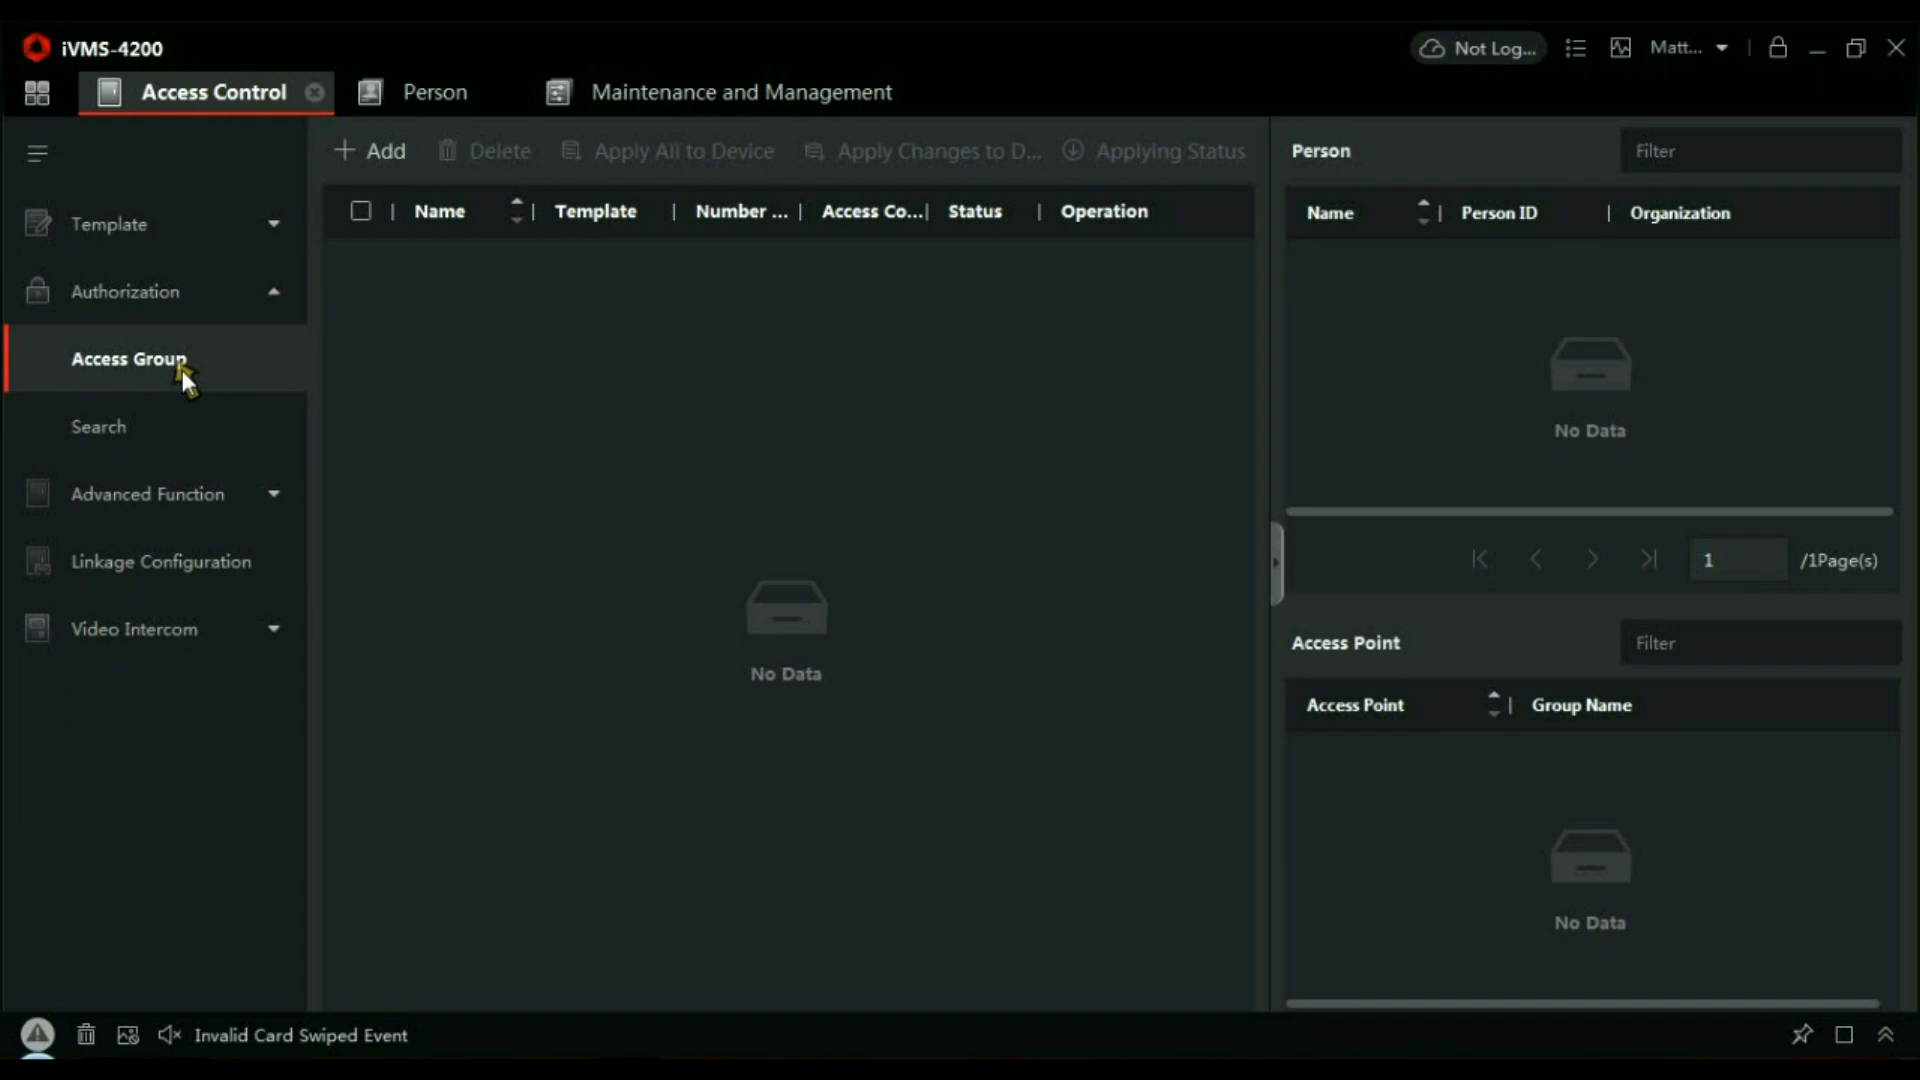 iVMS-4200
Not Log...
Matt...
Access Control
Person
Maintenance and Management
Template
Authorization
Access Group
Search
Advanced Function
Linkage Configuration
Video Intercom
Add
Delete
Apply All to Device
Apply Changes to D...
Applying Status
Name | Template | Number ... | Access Co...| Status | Operation
No Data
Person
Filter
Name | Person ID | Organization
No Data
1 /1Page(s)
Access Point
Filter
Access Point | Group Name
No Data
Invalid Card Swiped Event